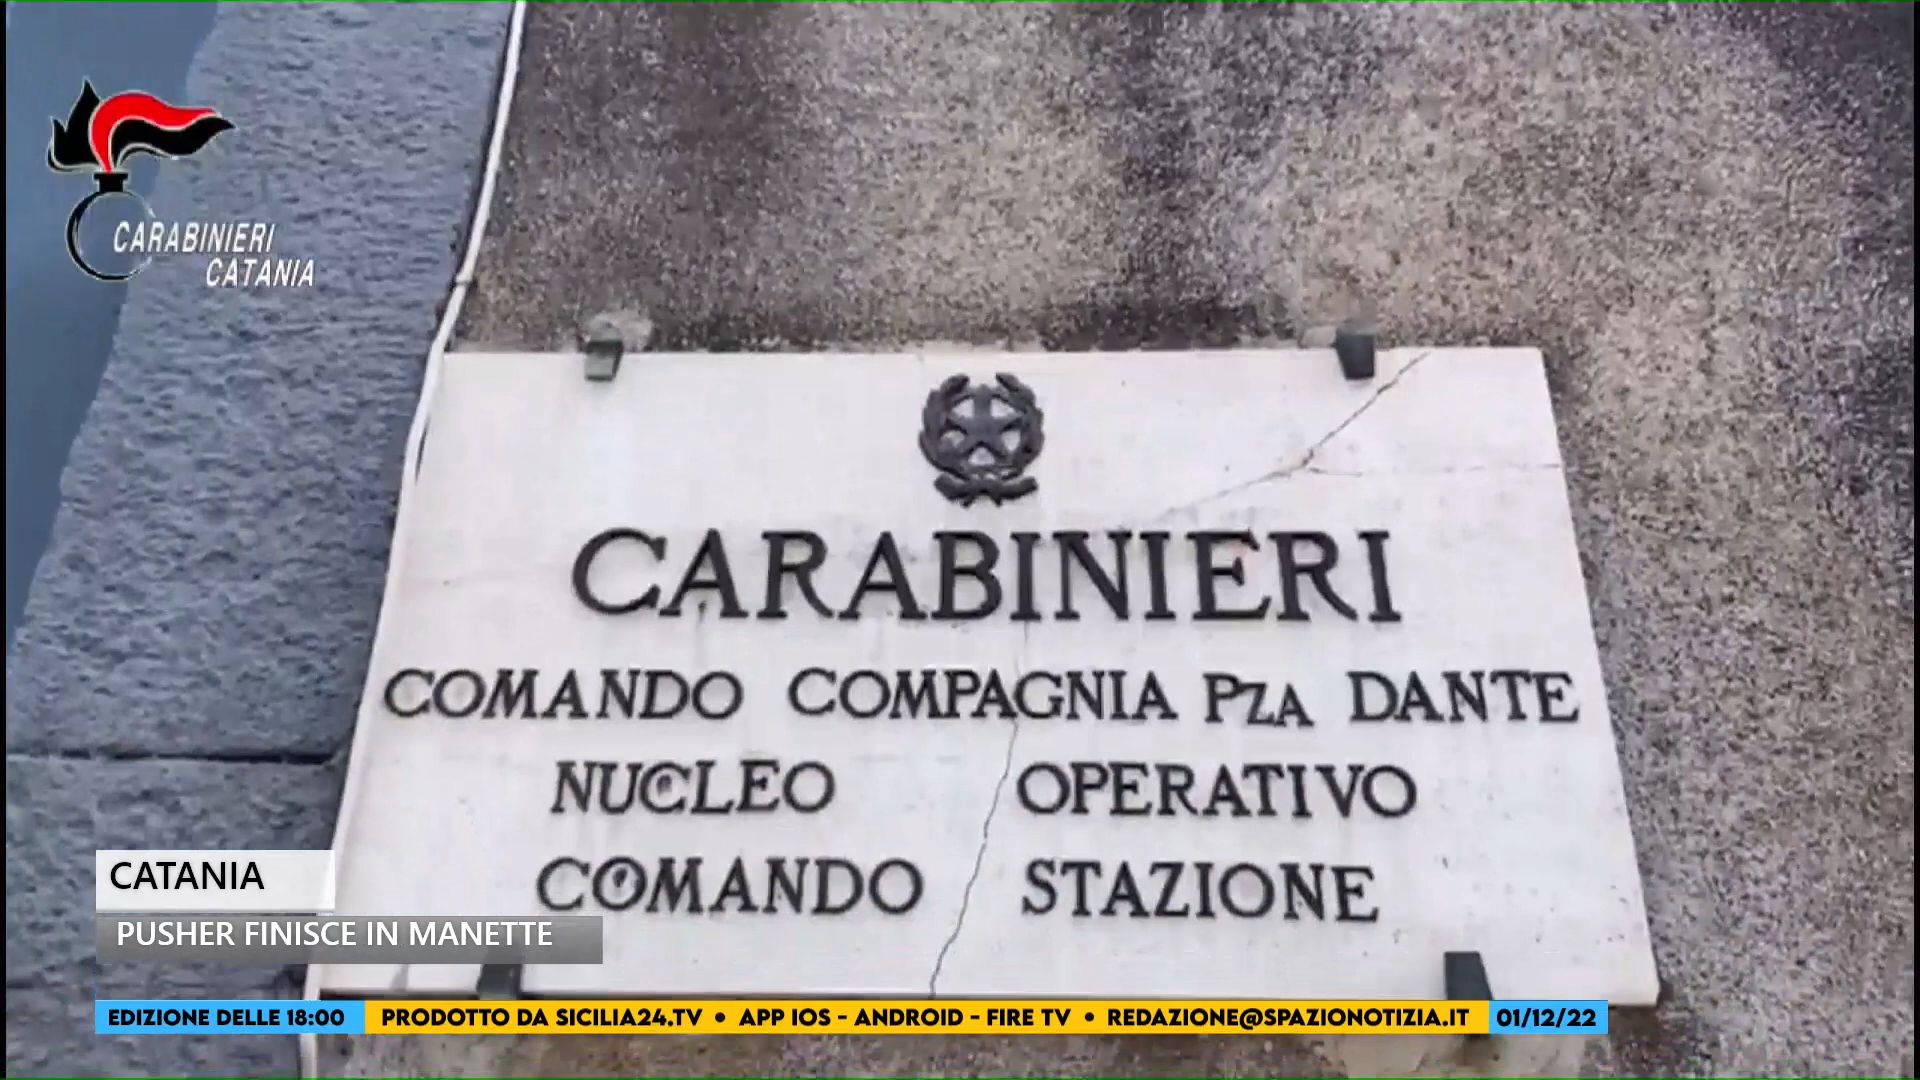 CARABINIERI
CATANIA
CARABINIERI
COMANDO COMPAGNIA PZA DANTE
NUCLEO OPERATIVO
COMANDO STAZIONE
CATANIA
PUSHER FINISCE IN MANETTE
EDIZIONE DELLE 18:00 PRODOTTO DA SICILIA24.TV • APP IOS - ANDROID - FIRE TV • REDAZIONE@SPAZIONOTIZIA.IT 01/12/22